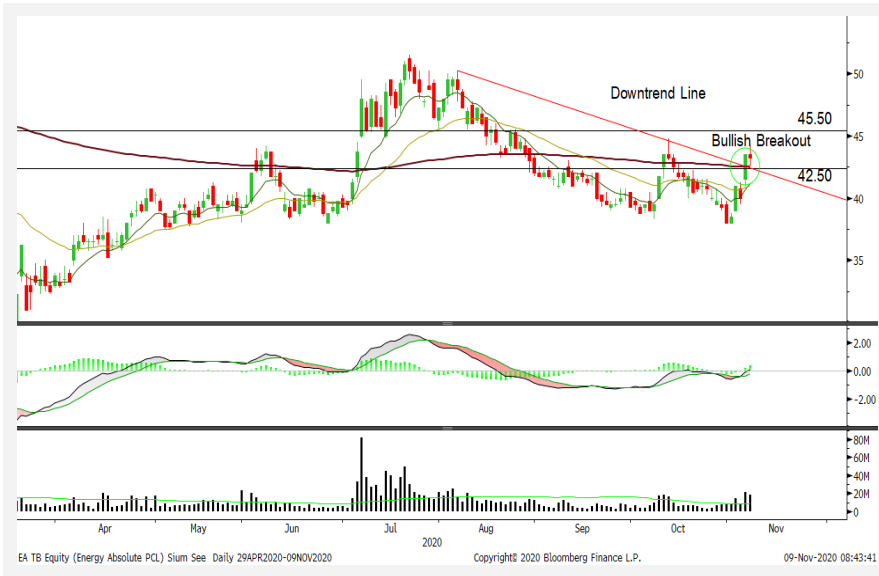 50
Downtrend Line
45.50
45
Bullish Breakout
42.50
40
35
2.00
0.00
-2.00
80M
60M
40M
20M
0
Apr May Jun Jul Aug Sep Oct Nov
2020
EA TB Equity (Energy Absolute PCL) Sium See Daily 29APR2020-09NOV2020 Copyright© 2020 Bloomberg Finance L.P. 09-Nov-2020 08:43:41